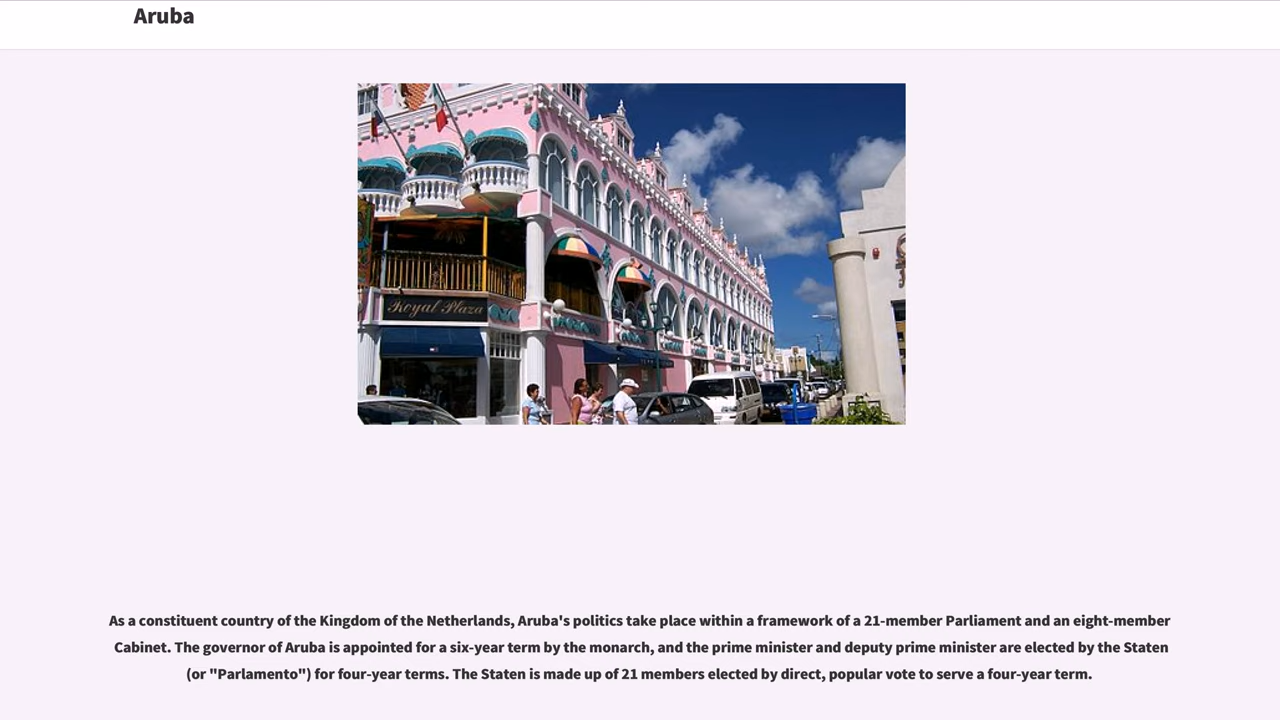 Aruba
Royal Plaza
As a constituent country of the Kingdom of the Netherlands, Aruba's politics take place within a framework of a 21-member Parliament and an eight-member
Cabinet. The governor of Aruba is appointed for a six-year term by the monarch, and the prime minister and deputy prime minister are elected by the Staten
(or "Parlamento") for four-year terms. The Staten is made up of 21 members elected by direct, popular vote to serve a four-year term.